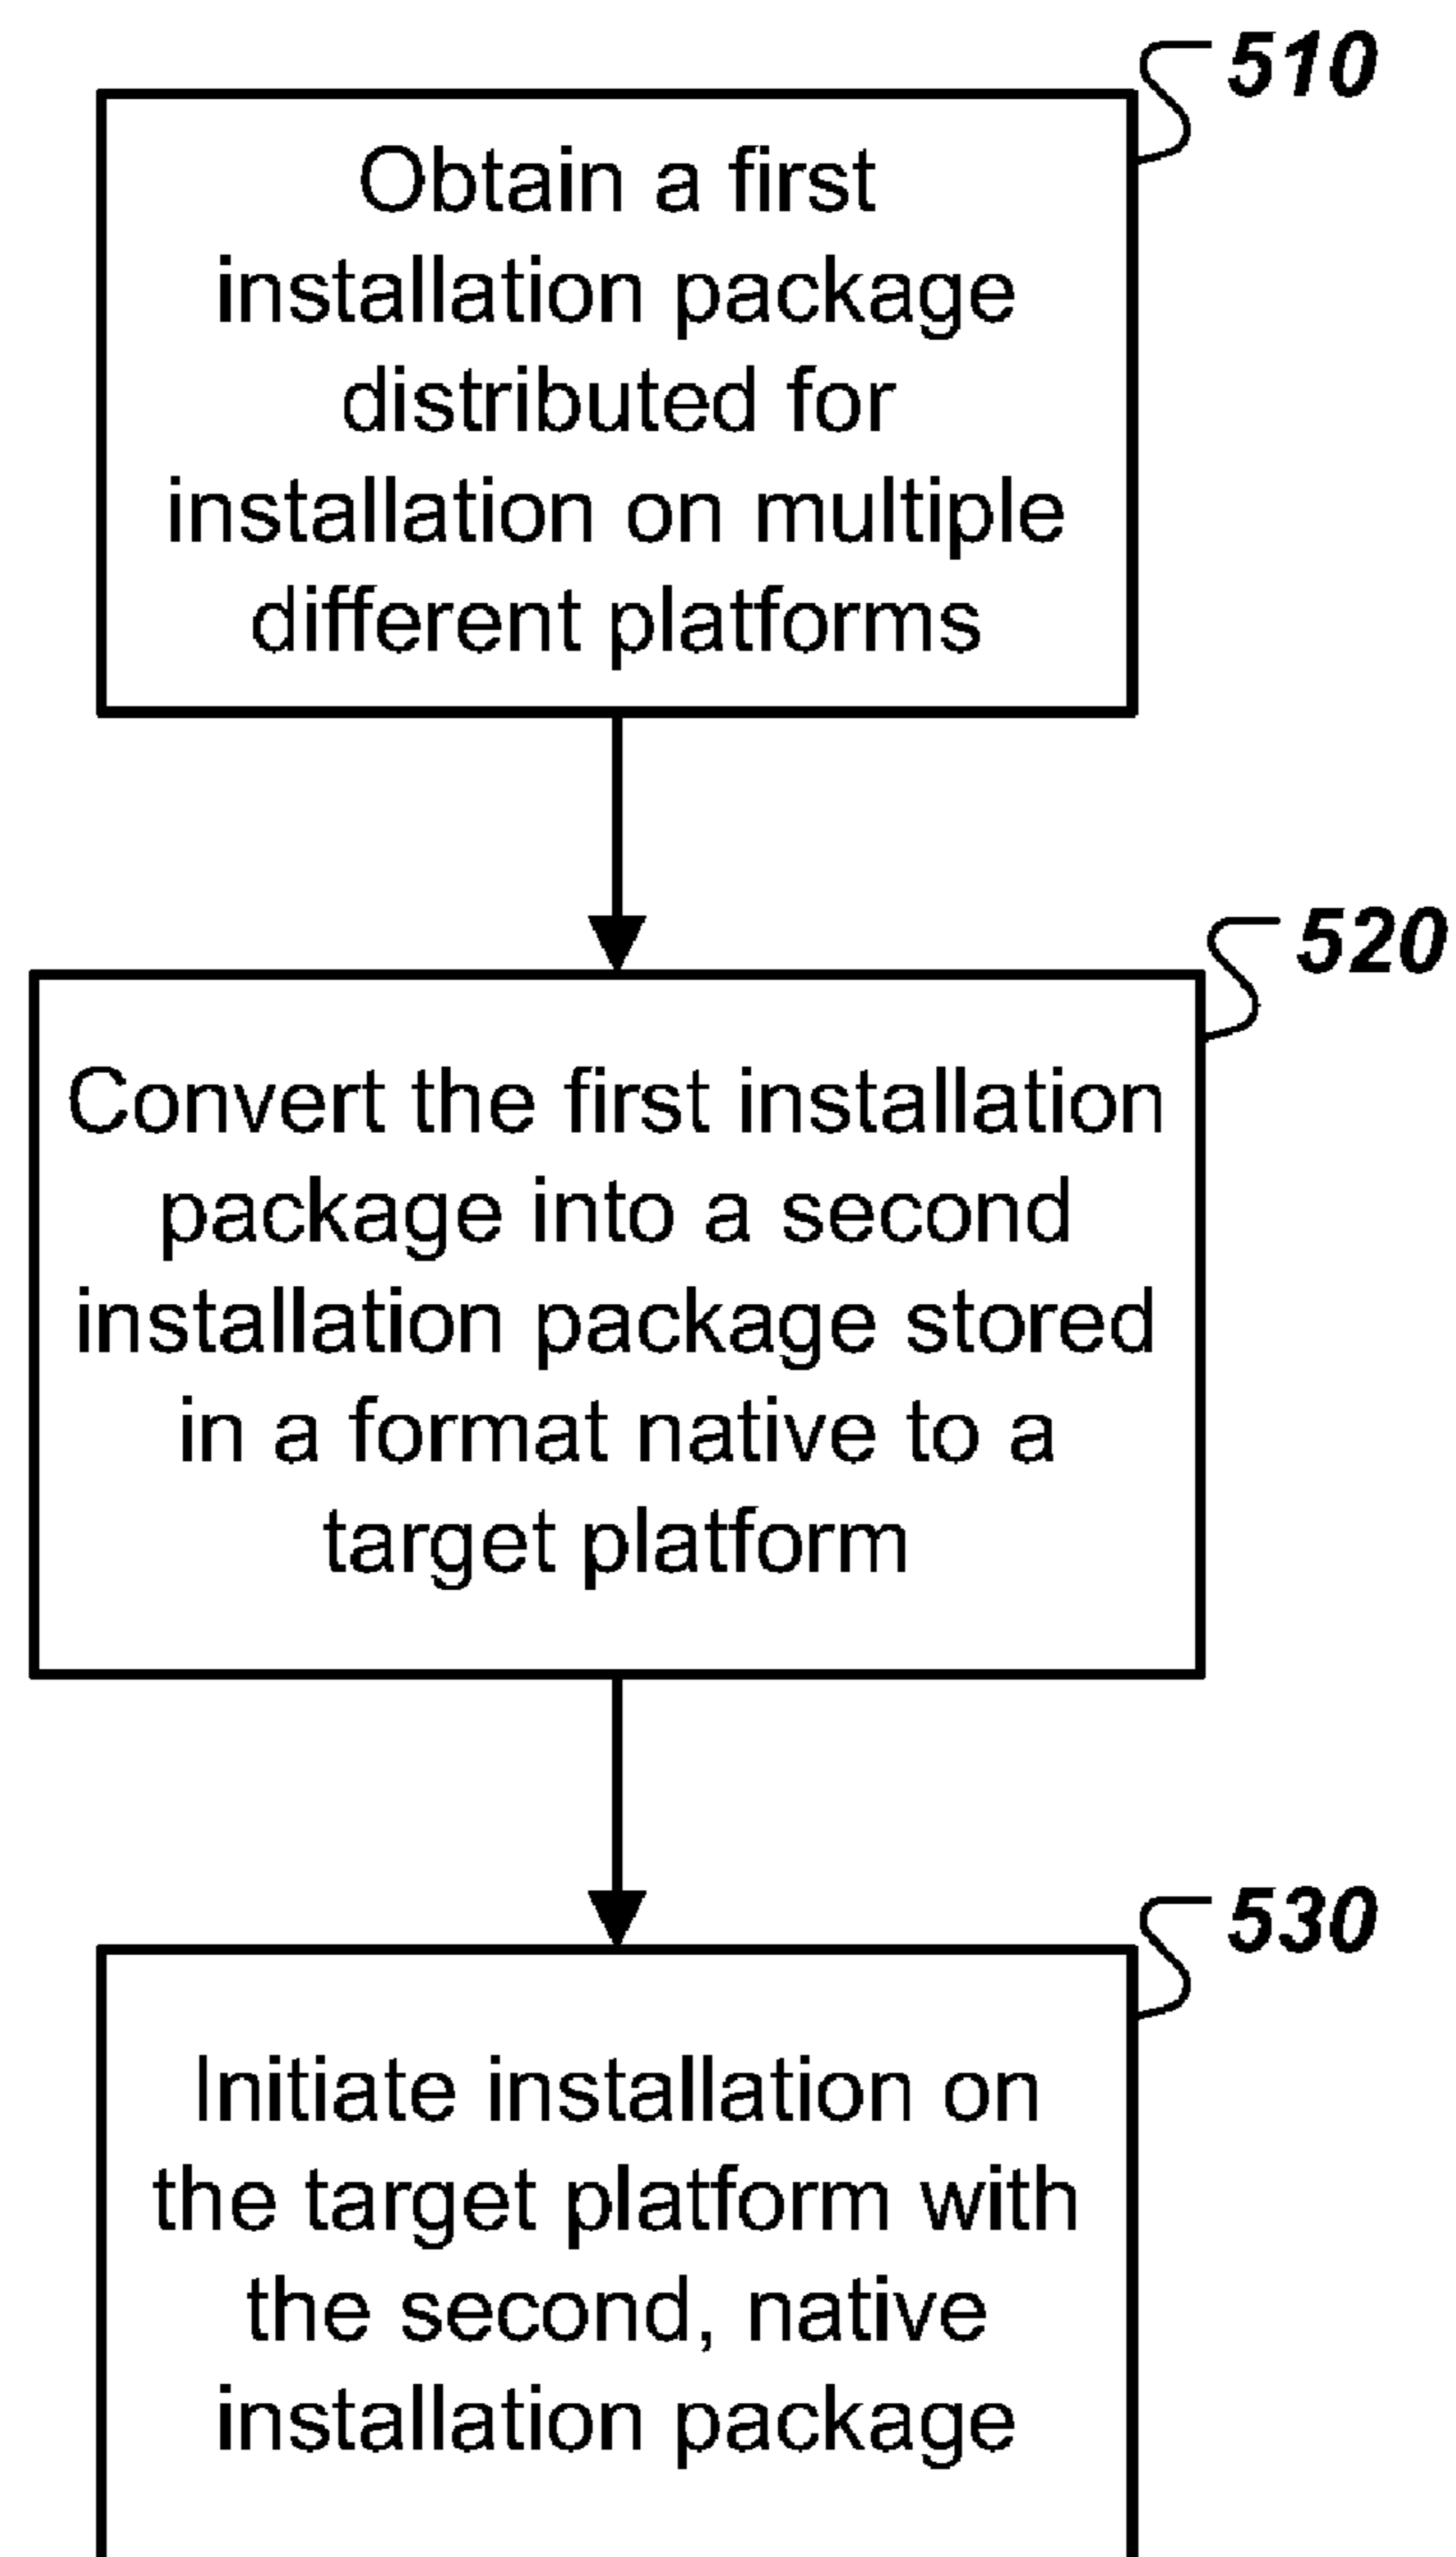 510
Obtain a first
installation package
distributed for
installation on multiple
different platforms
520
Convert the first installation
package into a second
installation package stored
in a format native to a
target platform
530
Initiate installation on
the target platform with
the second, native
installation package